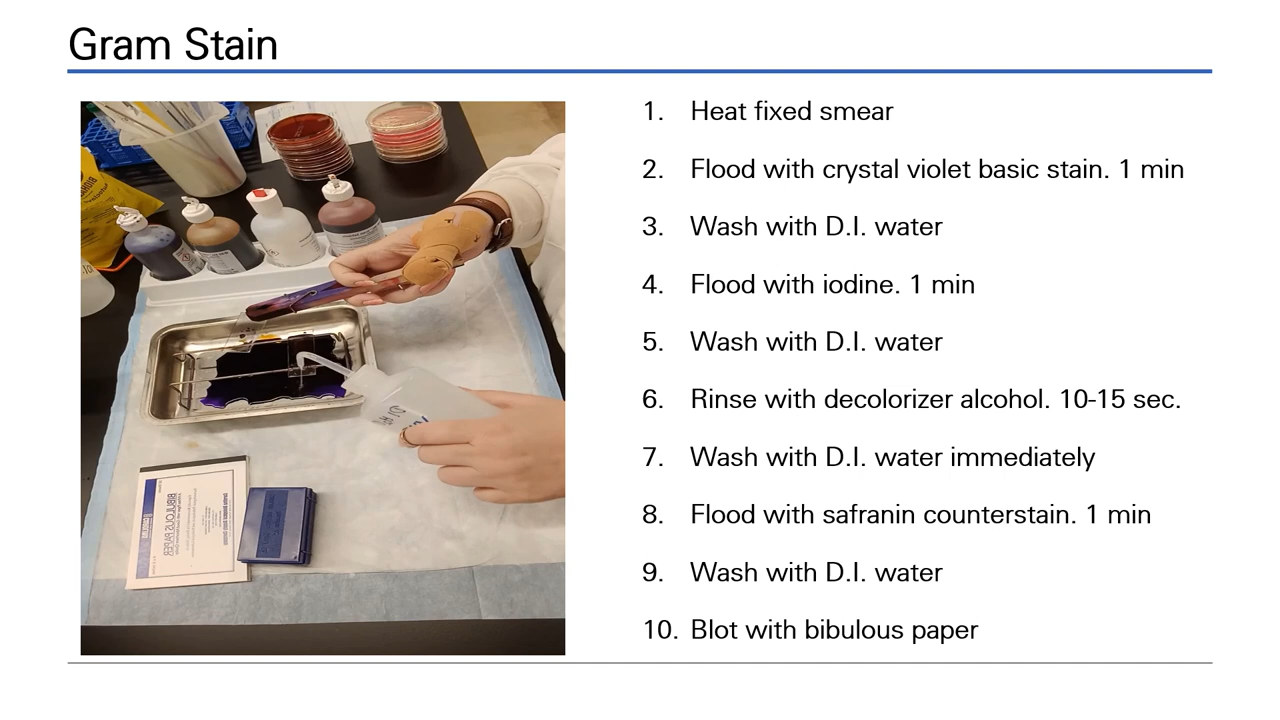 Gram Stain
1. Heat fixed smear
2. Flood with crystal violet basic stain. 1 min
3. Wash with D.I. water
4. Flood with iodine. 1 min
5. Wash with D.I. water
6. Rinse with decolorizer alcohol. 10-15 sec.
7. Wash with D.I. water immediately
8. Flood with safranin counterstain. 1 min
9. Wash with D.I. water
10. Blot with bibulous paper
BIBULOUS PAPER